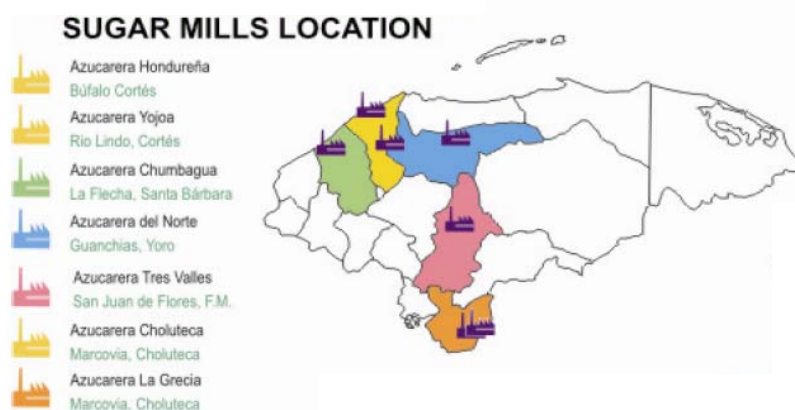 SUGAR MILLS LOCATION
Azucarera Hondureña
Búfalo Cortés
Azucarera Yojoa
Río Lindo, Cortés
Azucarera Chumbagua
La Flecha, Santa Bárbara
Azucarera del Norte
Guanchias, Yoro
Azucarera Tres Valles
San Juan de Flores, F.M.
Azucarera Choluteca
Marcovia, Choluteca
Azucarera La Grecia
Marcovia, Choluteca